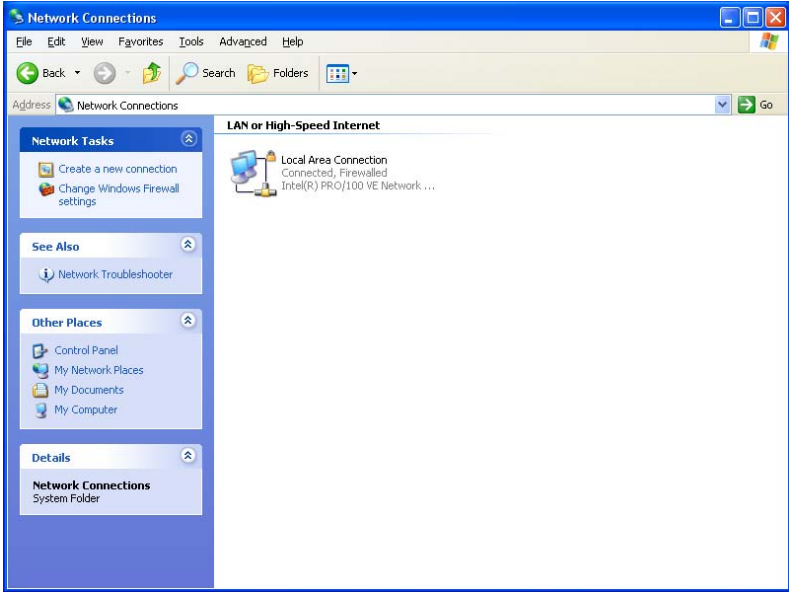 Network Connections
File Edit View Favorites Tools Advanced Help
Back Search Folders
Address Network Connections Go
Network Tasks
Create a new connection
Change Windows Firewall
settings
See Also
Network Troubleshooter
Other Places
Control Panel
My Network Places
My Documents
My Computer
Details
Network Connections
System Folder
LAN or High-Speed Internet
Local Area Connection
Connected, Firewalled
Intel(R) PRO/100 VE Network ...